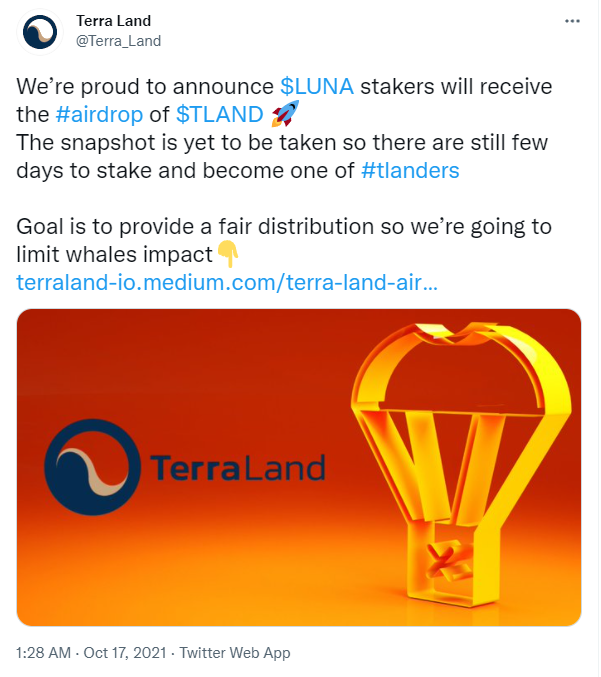 Terra Land
@Terra_Land
We’re proud to announce $LUNA stakers will receive
the #airdrop of $TLAND 🚀
The snapshot is yet to be taken so there are still few
days to stake and become one of #tlanders
Goal is to provide a fair distribution so we’re going to
limit whales impact👇
terraland-io.medium.com/terra-land-air…
TerraLand
1:28 AM · Oct 17, 2021 · Twitter Web App